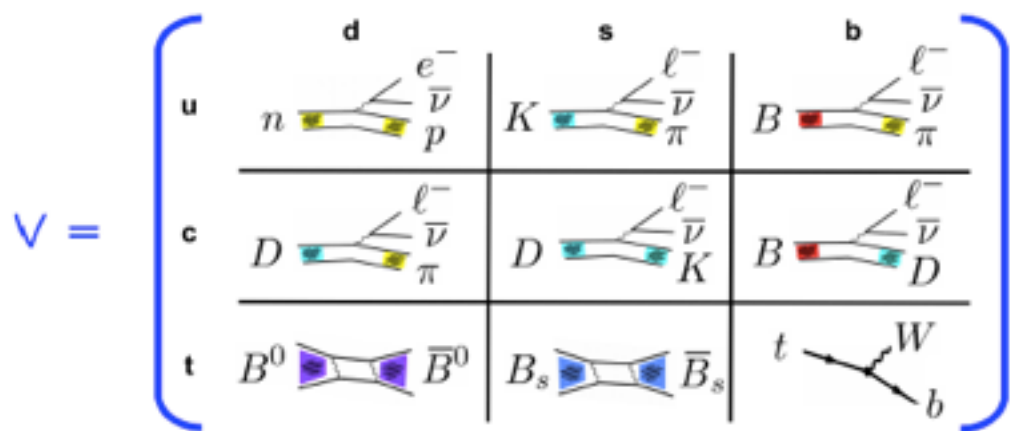 d s b
u n e⁻ ν̄ p K ℓ⁻ ν̄ π B ℓ⁻ ν̄ π
V = c D ℓ⁻ ν̄ π D ℓ⁻ ν̄ K B ℓ⁻ ν̄ D
t B⁰ B̄⁰ Bₛ B̄ₛ t W b